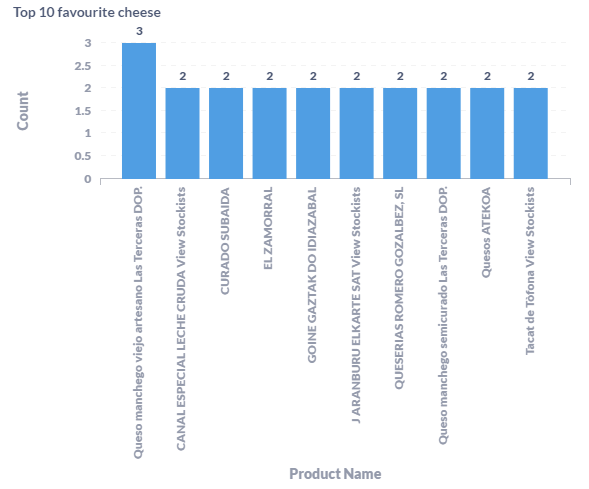 Top 10 favourite cheese
3
2
2
2
2
2
2
2
2
2
3
2.5
2
1.5
1
0.5
0
Count
Queso manchego viejo artesano Las Terceras DOP.
CANAL ESPECIAL LECHE CRUDA View Stockists
CURADO SUBAIDA
EL ZAMORRAL
GOINE GAZTAK DO IDIAZABAL
J ARANBURU ELKARTE SAT View Stockists
QUESERIAS ROMERO GOZALBEZ, SL
Queso manchego semicurado Las Terceras DOP.
Quesos ATEKOA
Tacat de Tófona View Stockists
Product Name